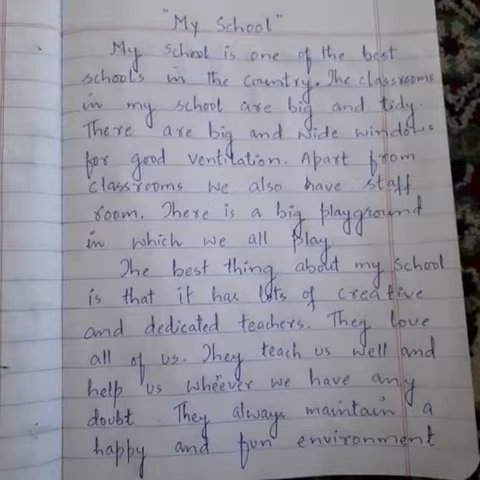 "My School"
My School is one of the best
schools in the country. The classrooms
in my school are big and tidy.
There are big and wide windows
for good ventilation. Apart from
classrooms we also have staff
room. There is a big playground
in which we all play.
The best thing about my school
is that it has lots of creative
and dedicated teachers. They love
all of us. They teach us well and
help us wheever we have any
doubt. They always maintain a
happy and fun environment